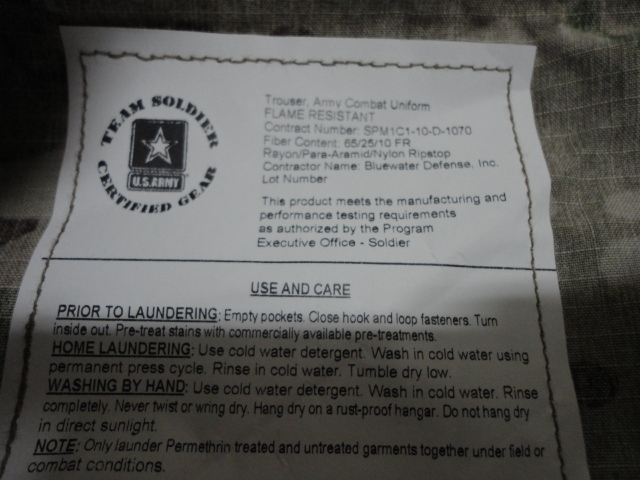 TEAM SOLDIER
U.S.ARMY
CERTIFIED GEAR
Trouser, Army Combat Uniform
FLAME RESISTANT
Contract Number: SPM1C1-10-D-1070
Fiber Content: 65/25/10 FR
Rayon/Para-Aramid/Nylon Ripstop
Contractor Name: Bluewater Defense, Inc.
Lot Number
This product meets the manufacturing and
performance testing requirements
as authorized by the Program
Executive Office - Soldier
USE AND CARE
PRIOR TO LAUNDERING: Empty pockets. Close hook and loop fasteners. Turn
inside out. Pre-treat stains with commercially available pre-treatments.
HOME LAUNDERING: Use cold water detergent. Wash in cold water using
permanent press cycle. Rinse in cold water. Tumble dry low.
WASHING BY HAND: Use cold water detergent. Wash in cold water. Rinse
completely. Never twist or wring dry. Hang dry on a rust-proof hangar. Do not hang dry
in direct sunlight.
NOTE: Only launder Permethrin treated and untreated garments together under field or
combat conditions.